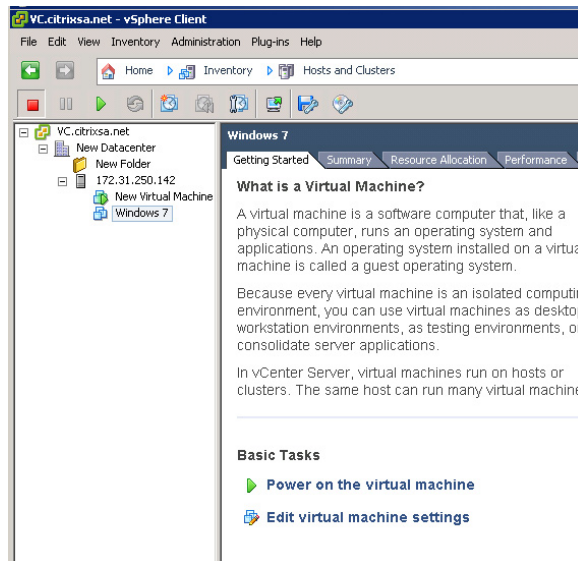 VC.citrixsa.net - vSphere Client
File Edit View Inventory Administration Plug-ins Help
Home Inventory Hosts and Clusters
VC.citrixsa.net
New Datacenter
New Folder
172.31.250.142
New Virtual Machine
Windows 7
Windows 7
Getting Started Summary Resource Allocation Performance
What is a Virtual Machine?
A virtual machine is a software computer that, like a
physical computer, runs an operating system and
applications. An operating system installed on a virtua
machine is called a guest operating system.
Because every virtual machine is an isolated computin
environment, you can use virtual machines as deskto
workstation environments, as testing environments, o
consolidate server applications.
In vCenter Server, virtual machines run on hosts or
clusters. The same host can run many virtual machine
Basic Tasks
Power on the virtual machine
Edit virtual machine settings